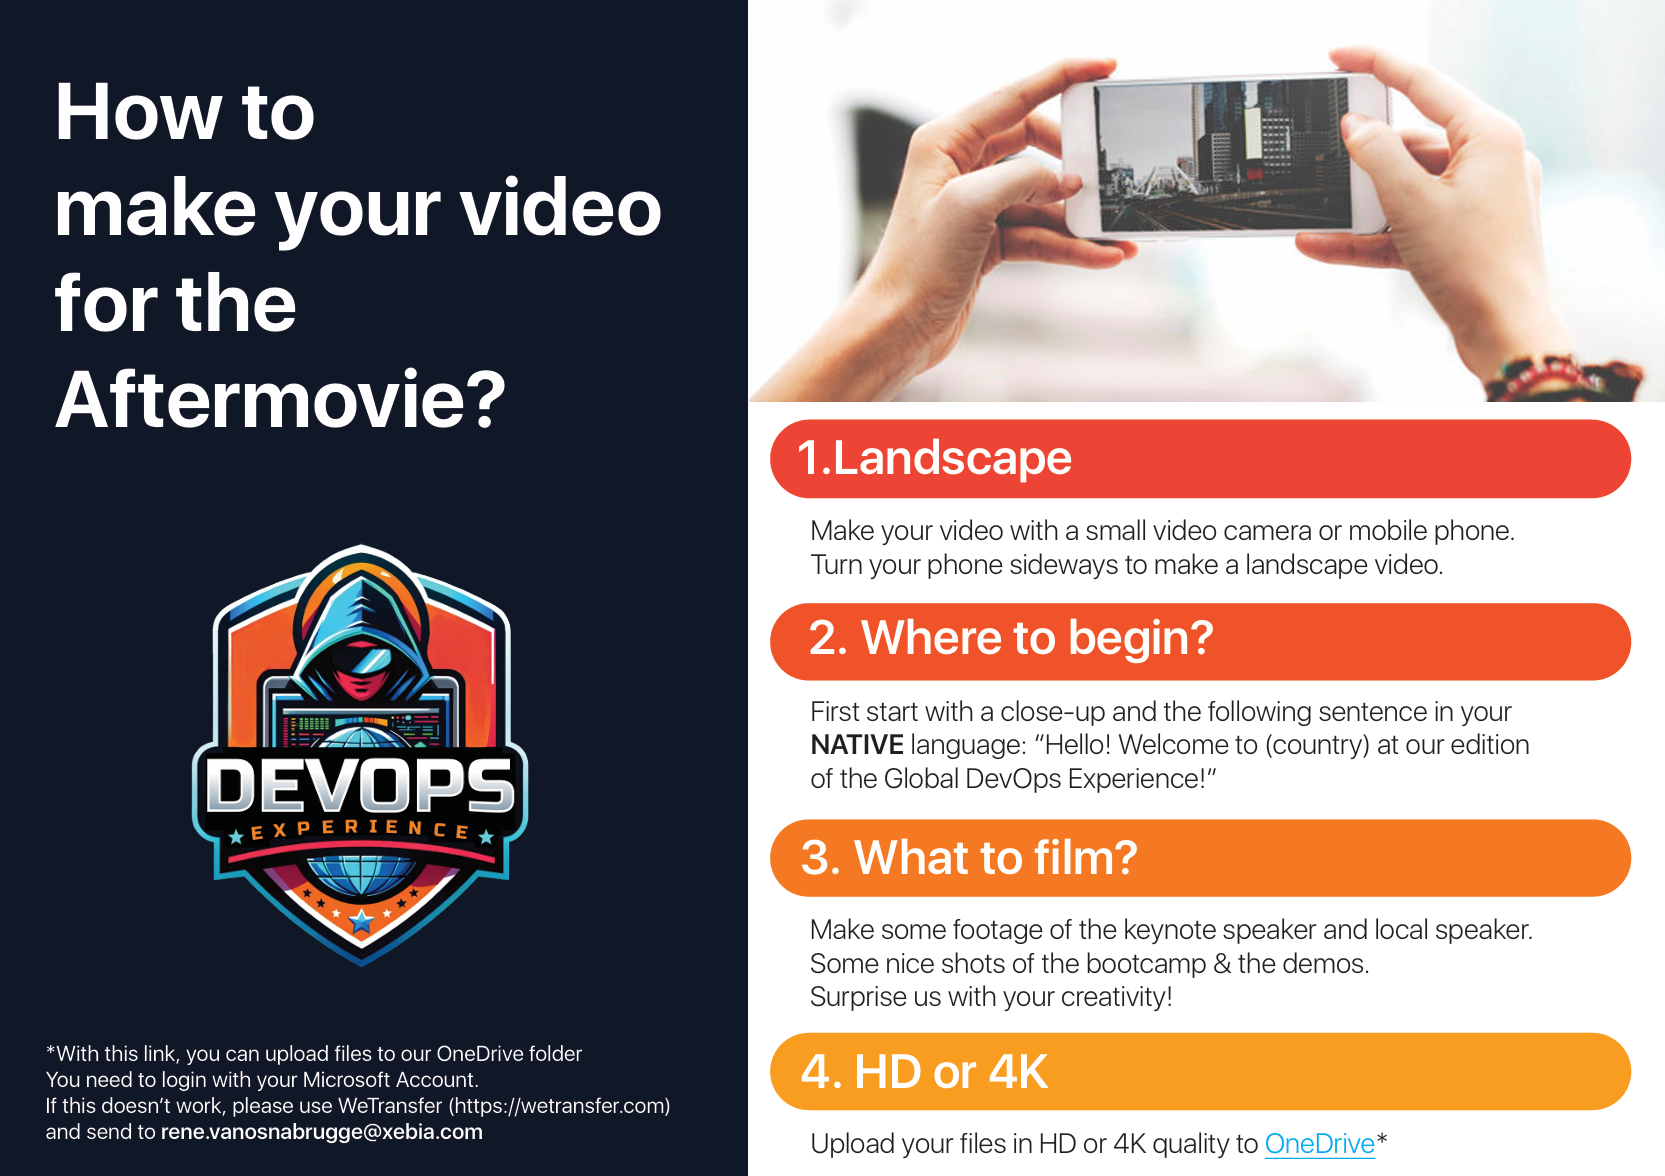 How to
make your video
for the
Aftermovie?
DEVOPS
EXPERIENCE
*With this link, you can upload files to our OneDrive folder
You need to login with your Microsoft Account.
If this doesn't work, please use WeTransfer (https://wetransfer.com)
and send to rene.vanosnabrugge@xebia.com
1.Landscape
Make your video with a small video camera or mobile phone.
Turn your phone sideways to make a landscape video.
2. Where to begin?
First start with a close-up and the following sentence in your
NATIVE language: “Hello! Welcome to (country) at our edition
of the Global DevOps Experience!”
3. What to film?
Make some footage of the keynote speaker and local speaker.
Some nice shots of the bootcamp & the demos.
Surprise us with your creativity!
4. HD or 4K
Upload your files in HD or 4K quality to OneDrive*